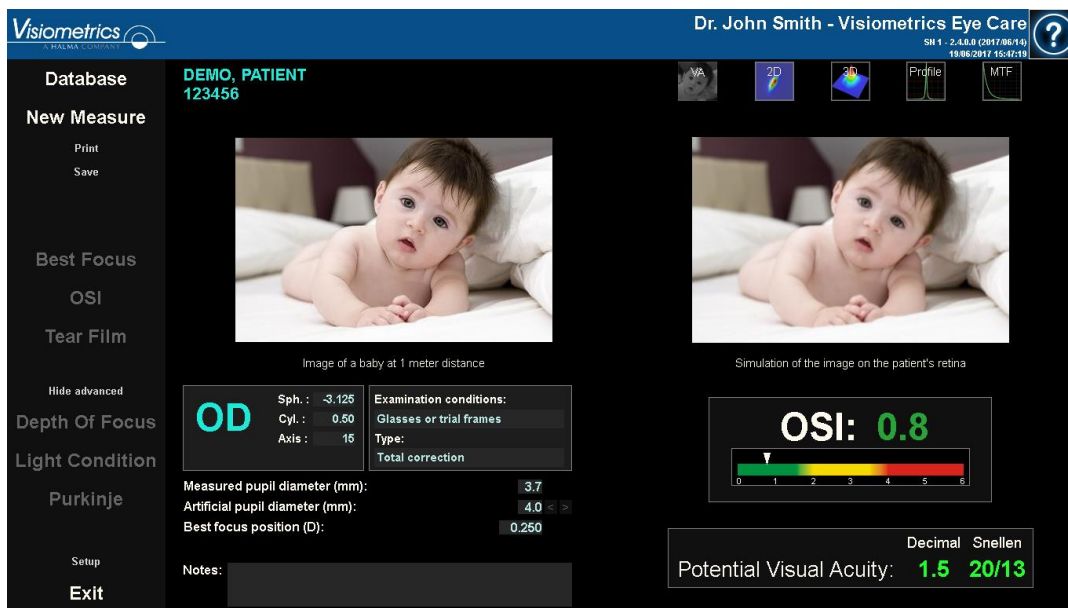 Visiometrics
A HALMA COMPANY
Dr. John Smith - Visiometrics Eye Care
SN 1 - 2.4.0.0 (2017/06/14)
19/06/2017 15:47:19
?
Database
New Measure
Print
Save
Best Focus
OSI
Tear Film
Hide advanced
Depth Of Focus
Light Condition
Purkinje
Setup
Exit
DEMO, PATIENT
123456
VA 2D 3D Profile MTF
Image of a baby at 1 meter distance
Simulation of the image on the patient's retina
OD
Sph. : -3.125
Cyl. : 0.50
Axis : 15
Examination conditions:
Glasses or trial frames
Type:
Total correction
Measured pupil diameter (mm): 3.7
Artificial pupil diameter (mm): 4.0 < >
Best focus position (D): 0.250
Notes:
OSI: 0.8
0 1 2 3 4 5 6
Decimal Snellen
Potential Visual Acuity: 1.5 20/13